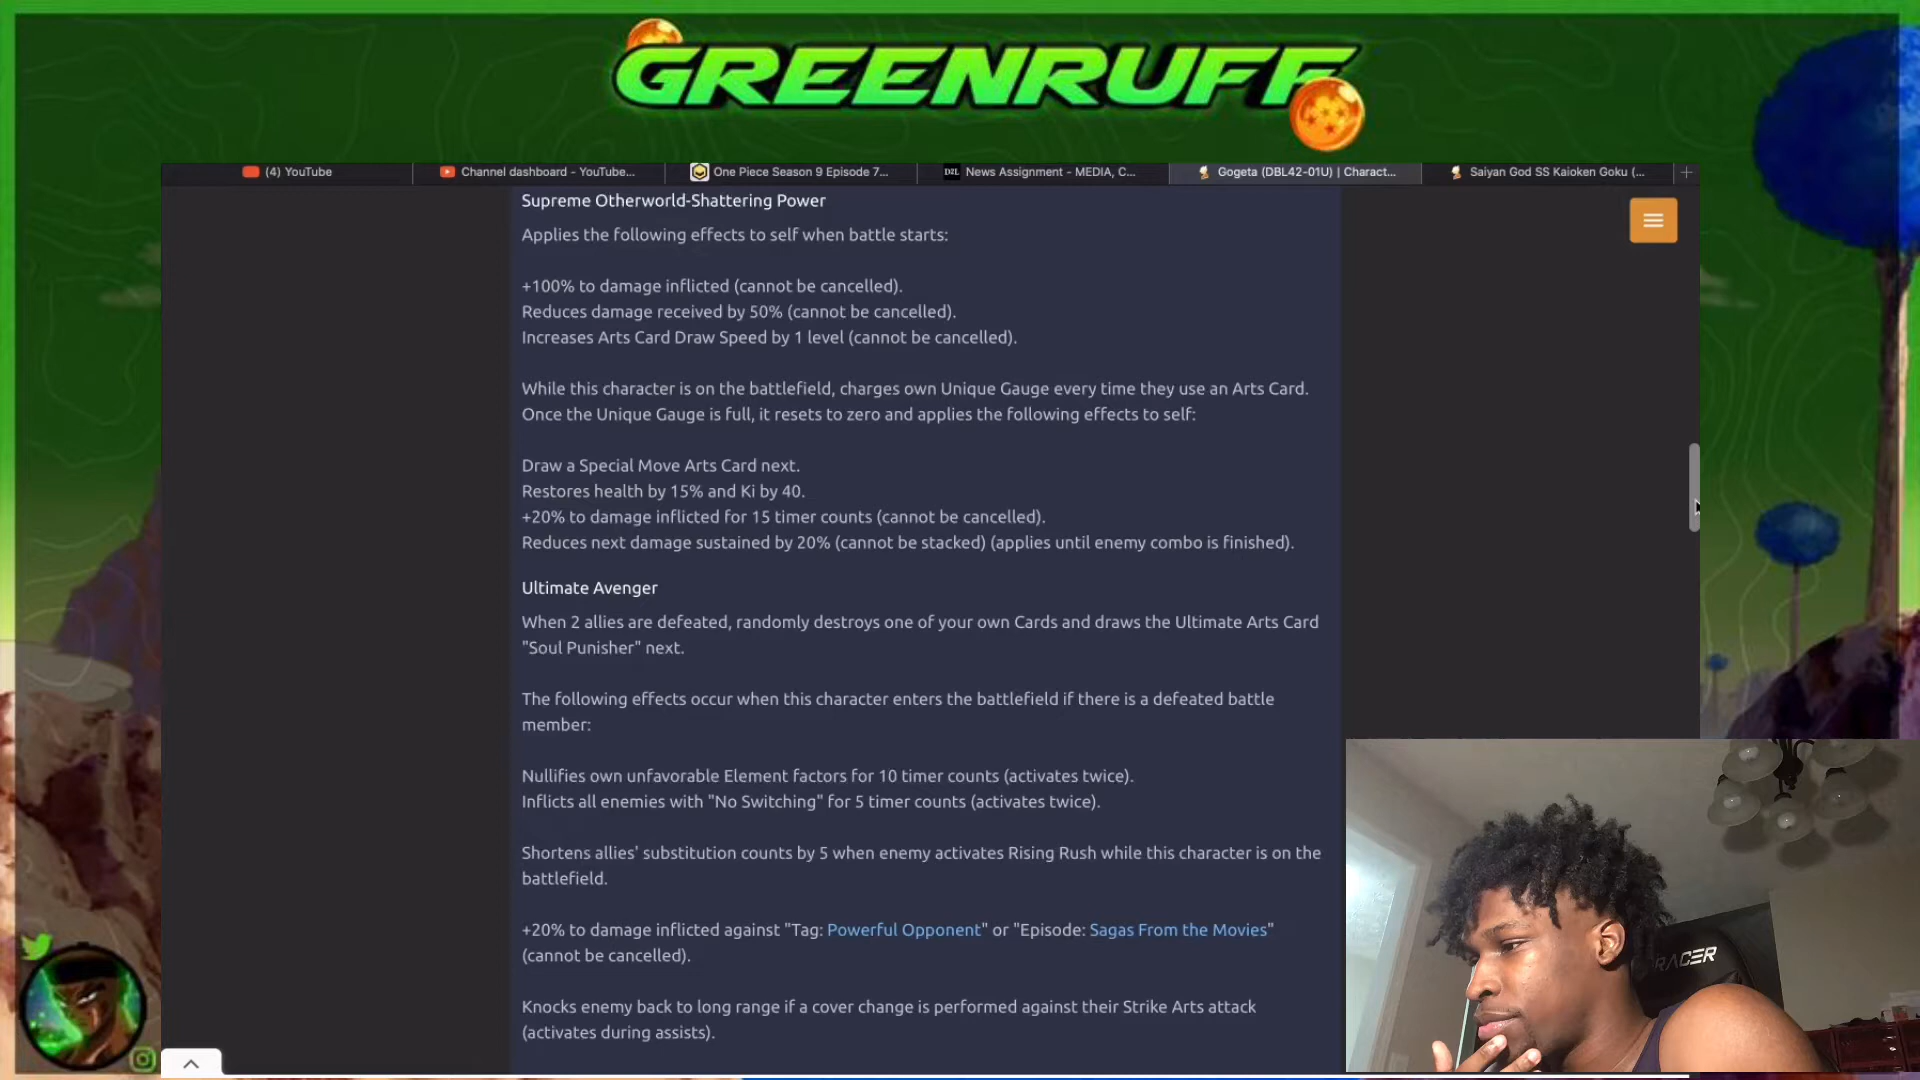 GREENRUFF
(4) YouTube
Channel dashboard - YouTube...
One Piece Season 9 Episode 7...
D2L News Assignment - MEDIA, C...
Gogeta (DBL42-01U) | Charact...
Saiyan God SS Kaioken Goku (...
Supreme Otherworld-Shattering Power
Applies the following effects to self when battle starts:
+100% to damage inflicted (cannot be cancelled).
Reduces damage received by 50% (cannot be cancelled).
Increases Arts Card Draw Speed by 1 level (cannot be cancelled).
While this character is on the battlefield, charges own Unique Gauge every time they use an Arts Card.
Once the Unique Gauge is full, it resets to zero and applies the following effects to self:
Draw a Special Move Arts Card next.
Restores health by 15% and Ki by 40.
+20% to damage inflicted for 15 timer counts (cannot be cancelled).
Reduces next damage sustained by 20% (cannot be stacked) (applies until enemy combo is finished).
Ultimate Avenger
When 2 allies are defeated, randomly destroys one of your own Cards and draws the Ultimate Arts Card
"Soul Punisher" next.
The following effects occur when this character enters the battlefield if there is a defeated battle
member:
Nullifies own unfavorable Element factors for 10 timer counts (activates twice).
Inflicts all enemies with "No Switching" for 5 timer counts (activates twice).
Shortens allies' substitution counts by 5 when enemy activates Rising Rush while this character is on the
battlefield.
+20% to damage inflicted against "Tag: Powerful Opponent" or "Episode: Sagas From the Movies"
(cannot be cancelled).
Knocks enemy back to long range if a cover change is performed against their Strike Arts attack
(activates during assists).
RACER